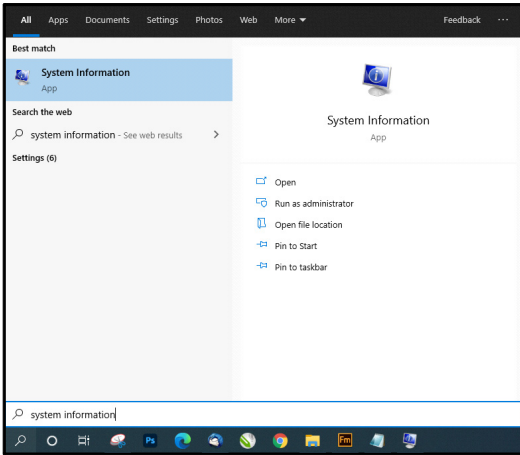 All Apps Documents Settings Photos Web More Feedback ...
Best match
System Information
App
Search the web
system information - See web results
Settings (6)
System Information
App
Open
Run as administrator
Open file location
Pin to Start
Pin to taskbar
system information
Ps Fm